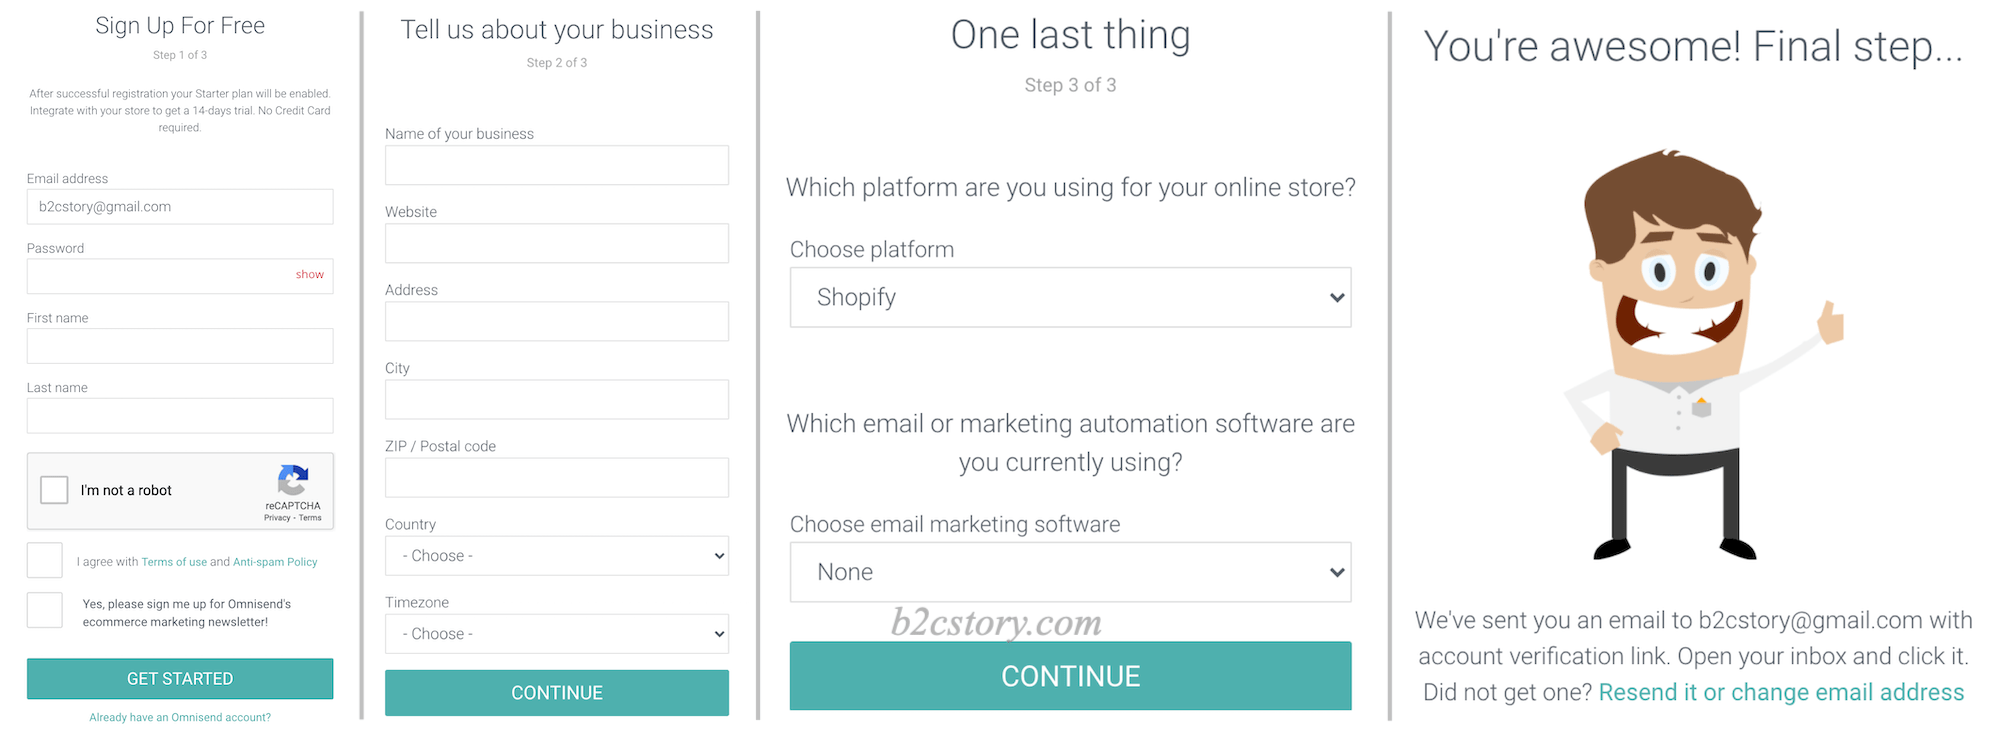 Sign Up For Free
Step 1 of 3
After successful registration your Starter plan will be enabled.
Integrate with your store to get a 14-days trial. No Credit Card
required.
Email address
b2cstory@gmail.com
Password
show
First name
Last name
I'm not a robot
reCAPTCHA
Privacy - Terms
I agree with Terms of use and Anti-spam Policy
Yes, please sign me up for Omnisend's
ecommerce marketing newsletter!
GET STARTED
Already have an Omnisend account?
Tell us about your business
Step 2 of 3
Name of your business
Website
Address
City
ZIP / Postal code
Country
- Choose -
Timezone
- Choose -
CONTINUE
One last thing
Step 3 of 3
Which platform are you using for your online store?
Choose platform
Shopify
Which email or marketing automation software are
you currently using?
Choose email marketing software
None
b2cstory.com
CONTINUE
You're awesome! Final step...
We've sent you an email to b2cstory@gmail.com with
account verification link. Open your inbox and click it.
Did not get one? Resend it or change email address